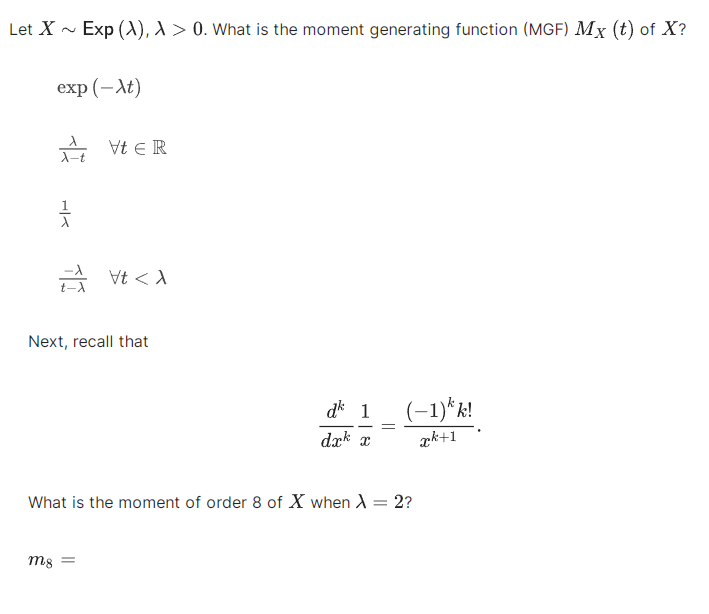 Let X ~ Exp (λ), λ > 0. What is the moment generating function (MGF) M_X (t) of X?
exp (−λt)
λ/(λ−t) ∀t ∈ ℝ
1/λ
−λ/(t−λ) ∀t < λ
Next, recall that
d^k/dx^k 1/x = (−1)^k k!/x^{k+1}.
What is the moment of order 8 of X when λ = 2?
m_8 =